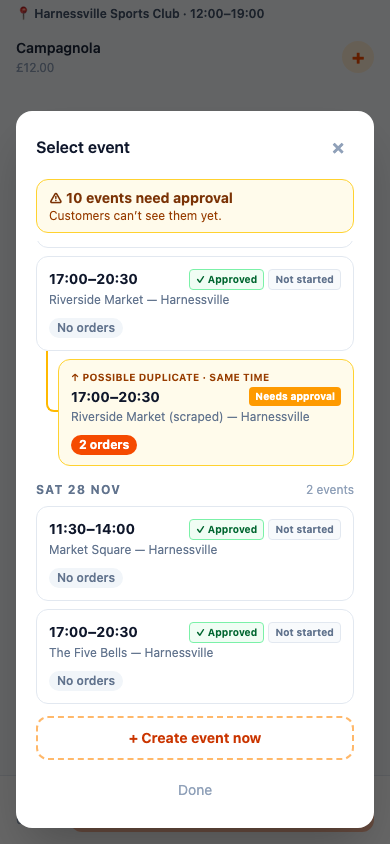 📍 Harnessville Sports Club · 12:00–19:00
Campagnola
£12.00
+
Select event
×
⚠ 10 events need approval
Customers can't see them yet.
17:00–20:30
✓ Approved
Not started
Riverside Market — Harnessville
No orders
↑ POSSIBLE DUPLICATE · SAME TIME
17:00–20:30
Needs approval
Riverside Market (scraped) — Harnessville
2 orders
SAT 28 NOV
2 events
11:30–14:00
✓ Approved
Not started
Market Square — Harnessville
No orders
17:00–20:30
✓ Approved
Not started
The Five Bells — Harnessville
No orders
+ Create event now
Done